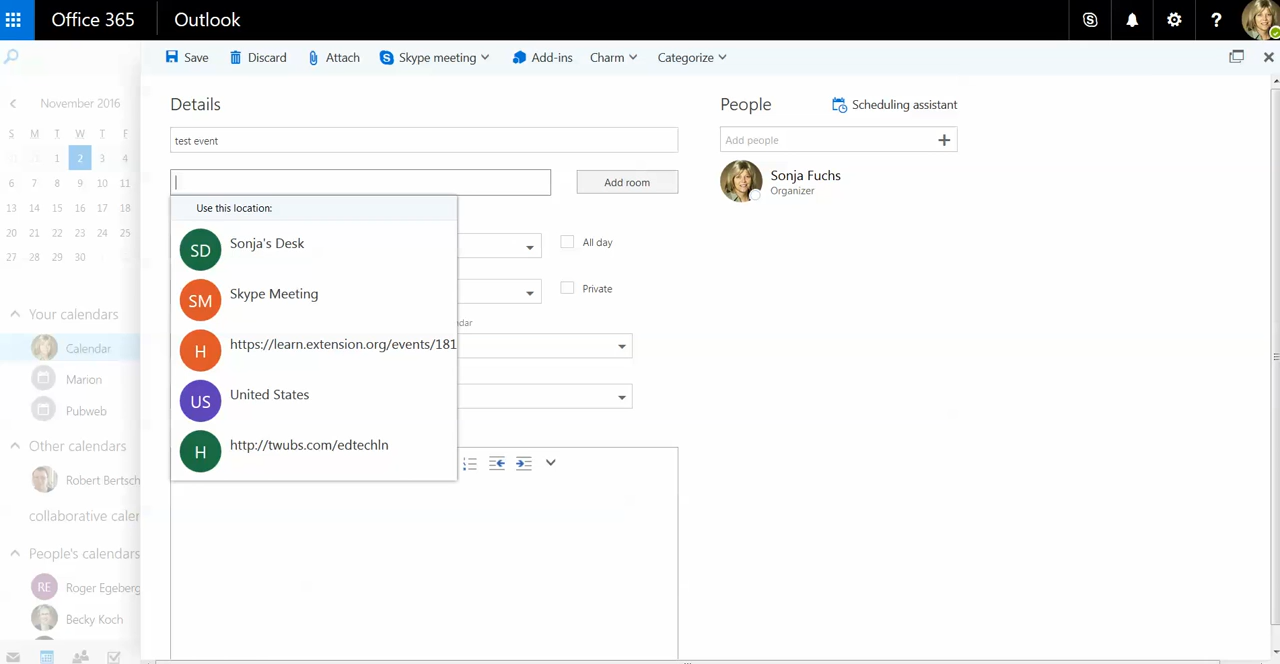 Office 365
Outlook
?
Save
Discard
Attach
Skype meeting
Add-ins
Charm
Categorize
November 2016
S M T W T F
1 2 3 4
6 7 8 9 10 11
13 14 15 16 17 18
20 21 22 23 24 25
27 28 29 30
Your calendars
Calendar
Marion
Pubweb
Other calendars
Robert Bertsch
collaborative caler
People's calendars
RE Roger Egeberg
Becky Koch
Details
test event
Add room
Use this location:
SD Sonja's Desk
SM Skype Meeting
H https://learn.extension.org/events/181
US United States
H http://twubs.com/edtechln
All day
Private
dar
People
Scheduling assistant
Add people
Sonja Fuchs
Organizer